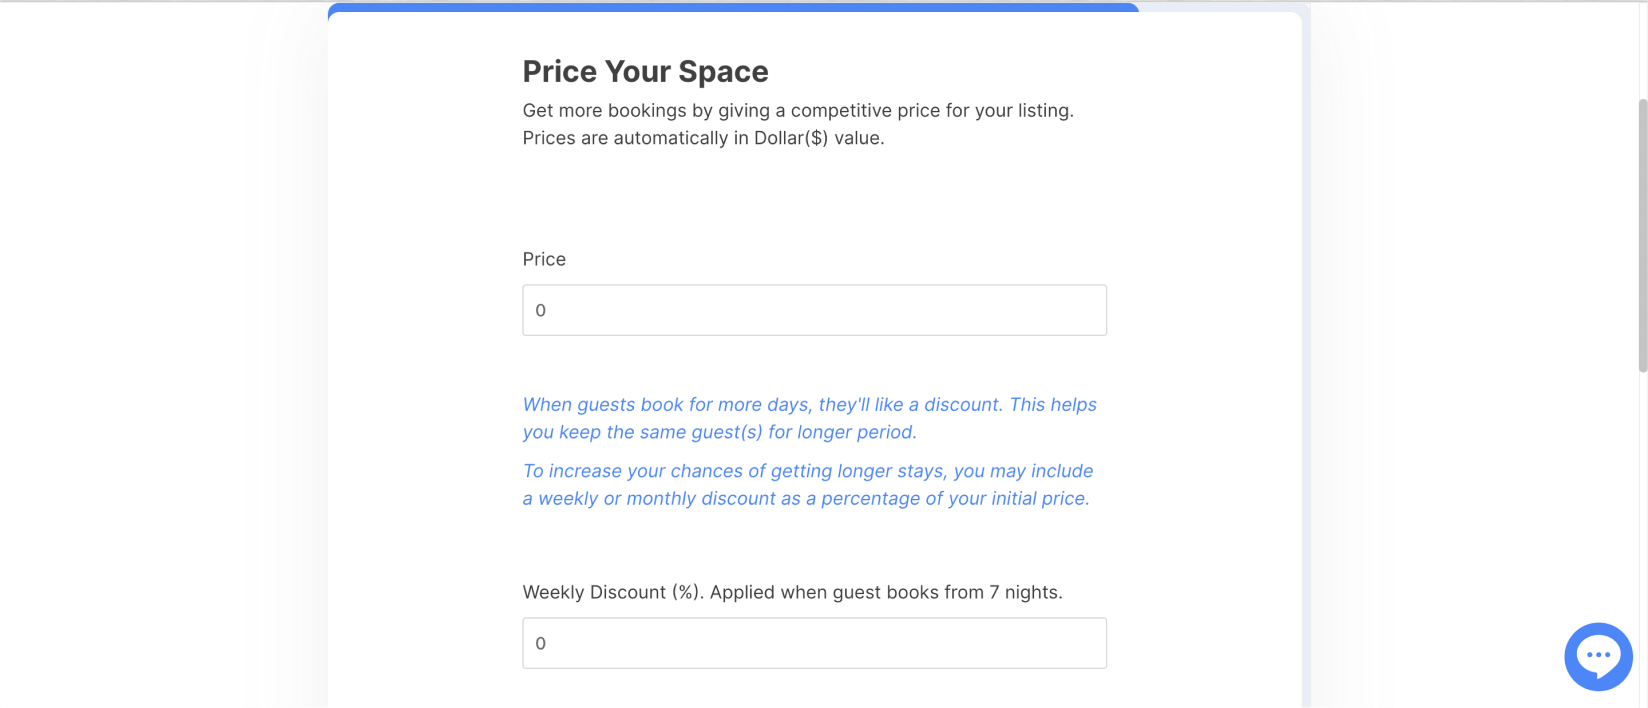 Price Your Space
Get more bookings by giving a competitive price for your listing.
Prices are automatically in Dollar($) value.
Price
0
When guests book for more days, they'll like a discount. This helps
you keep the same guest(s) for longer period.
To increase your chances of getting longer stays, you may include
a weekly or monthly discount as a percentage of your initial price.
Weekly Discount (%). Applied when guest books from 7 nights.
0